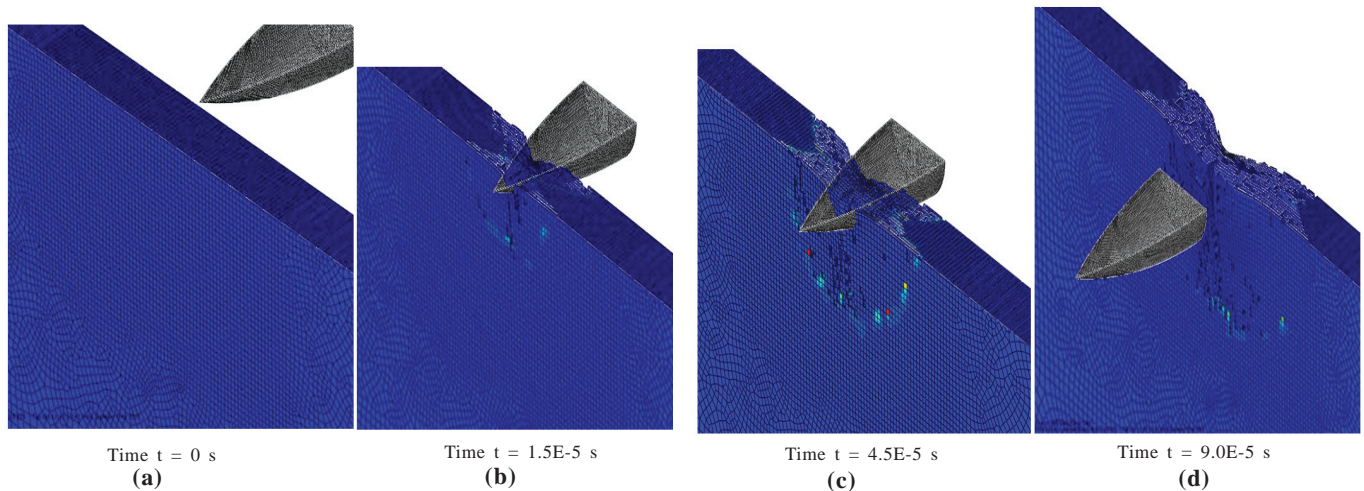 Time t = 0 s
(a)
Time t = 1.5E-5 s
(b)
Time t = 4.5E-5 s
(c)
Time t = 9.0E-5 s
(d)